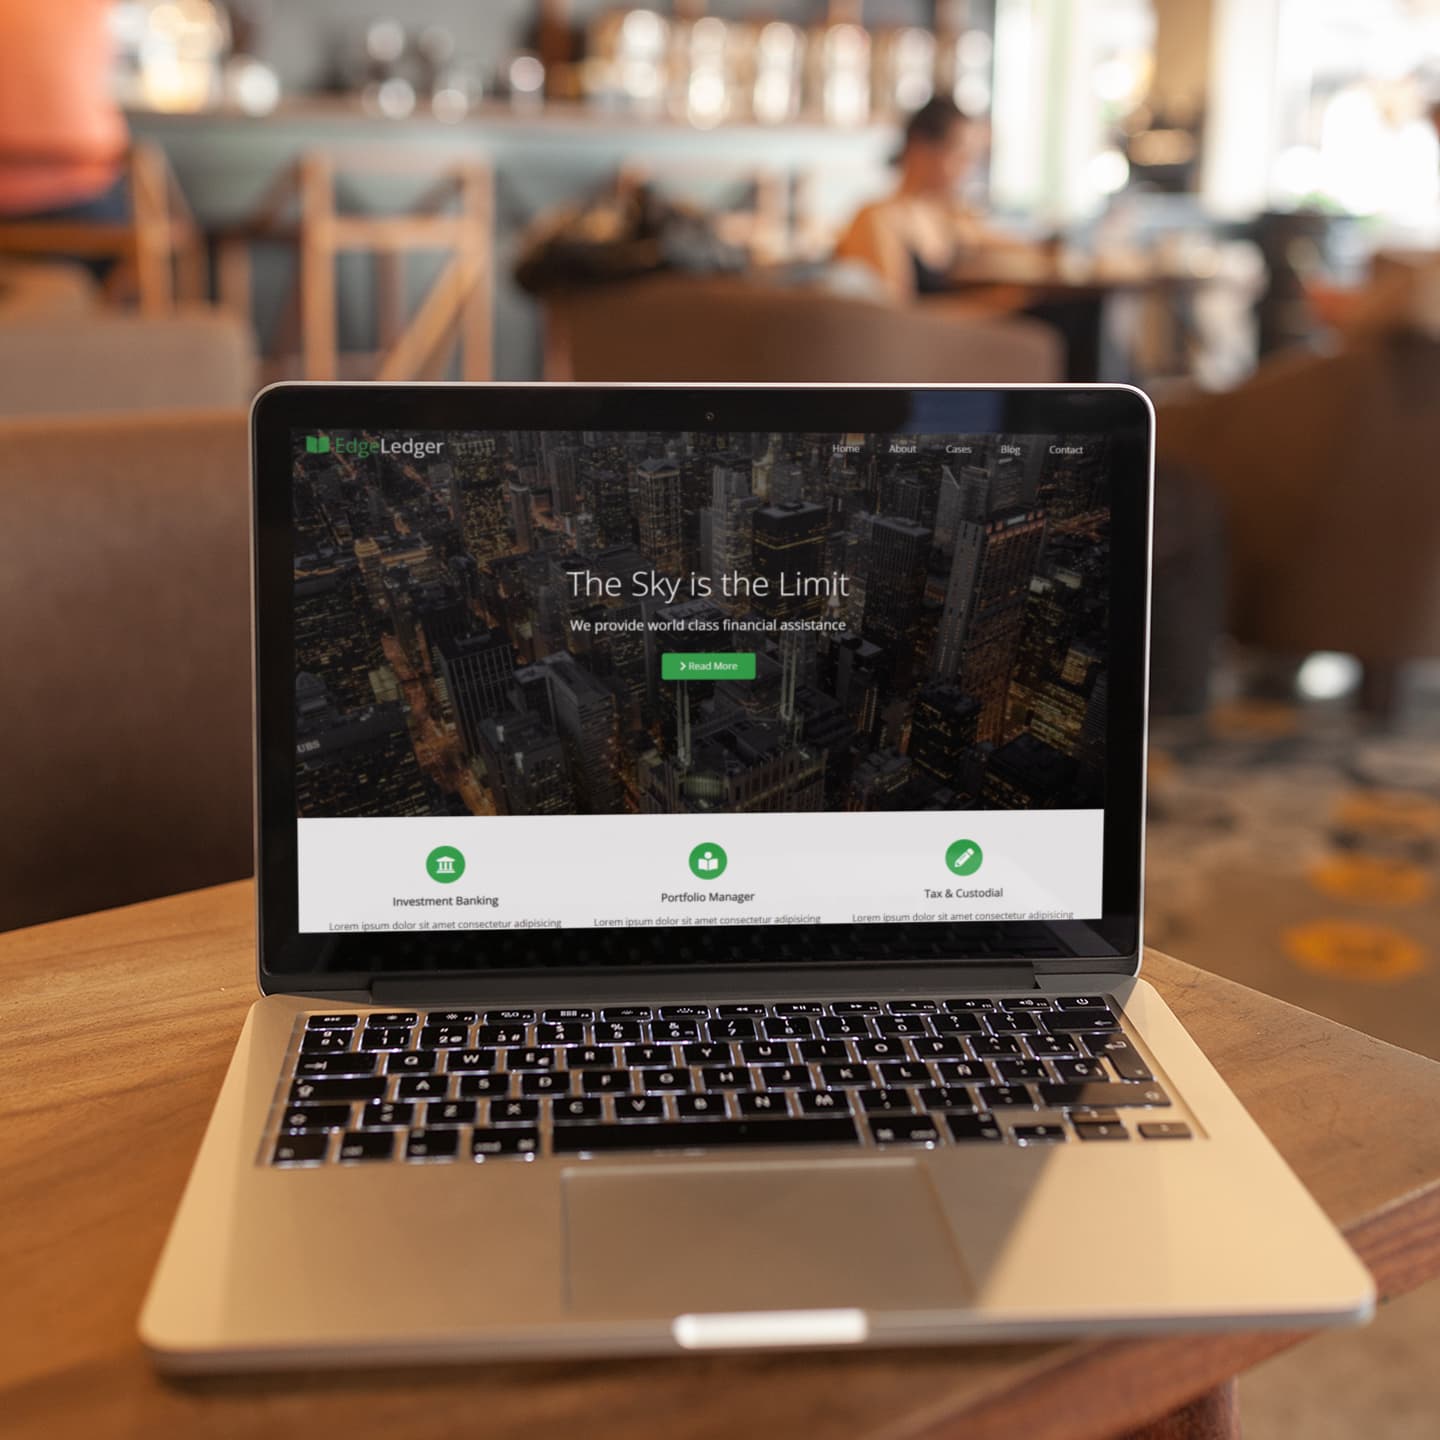 EdgeLedger
Home About Cases Blog Contact
The Sky is the Limit
We provide world class financial assistance
Read More
UBS
Investment Banking Portfolio Manager Tax & Custodial
Lorem ipsum dolor sit amet consectetur adipisicing Lorem ipsum dolor sit amet consectetur adipisicing Lorem ipsum dolor sit amet consectetur adipisicing
Q W E R T Y U I O P
A S D F G H J K L Ñ Ç
Z X C V B N M